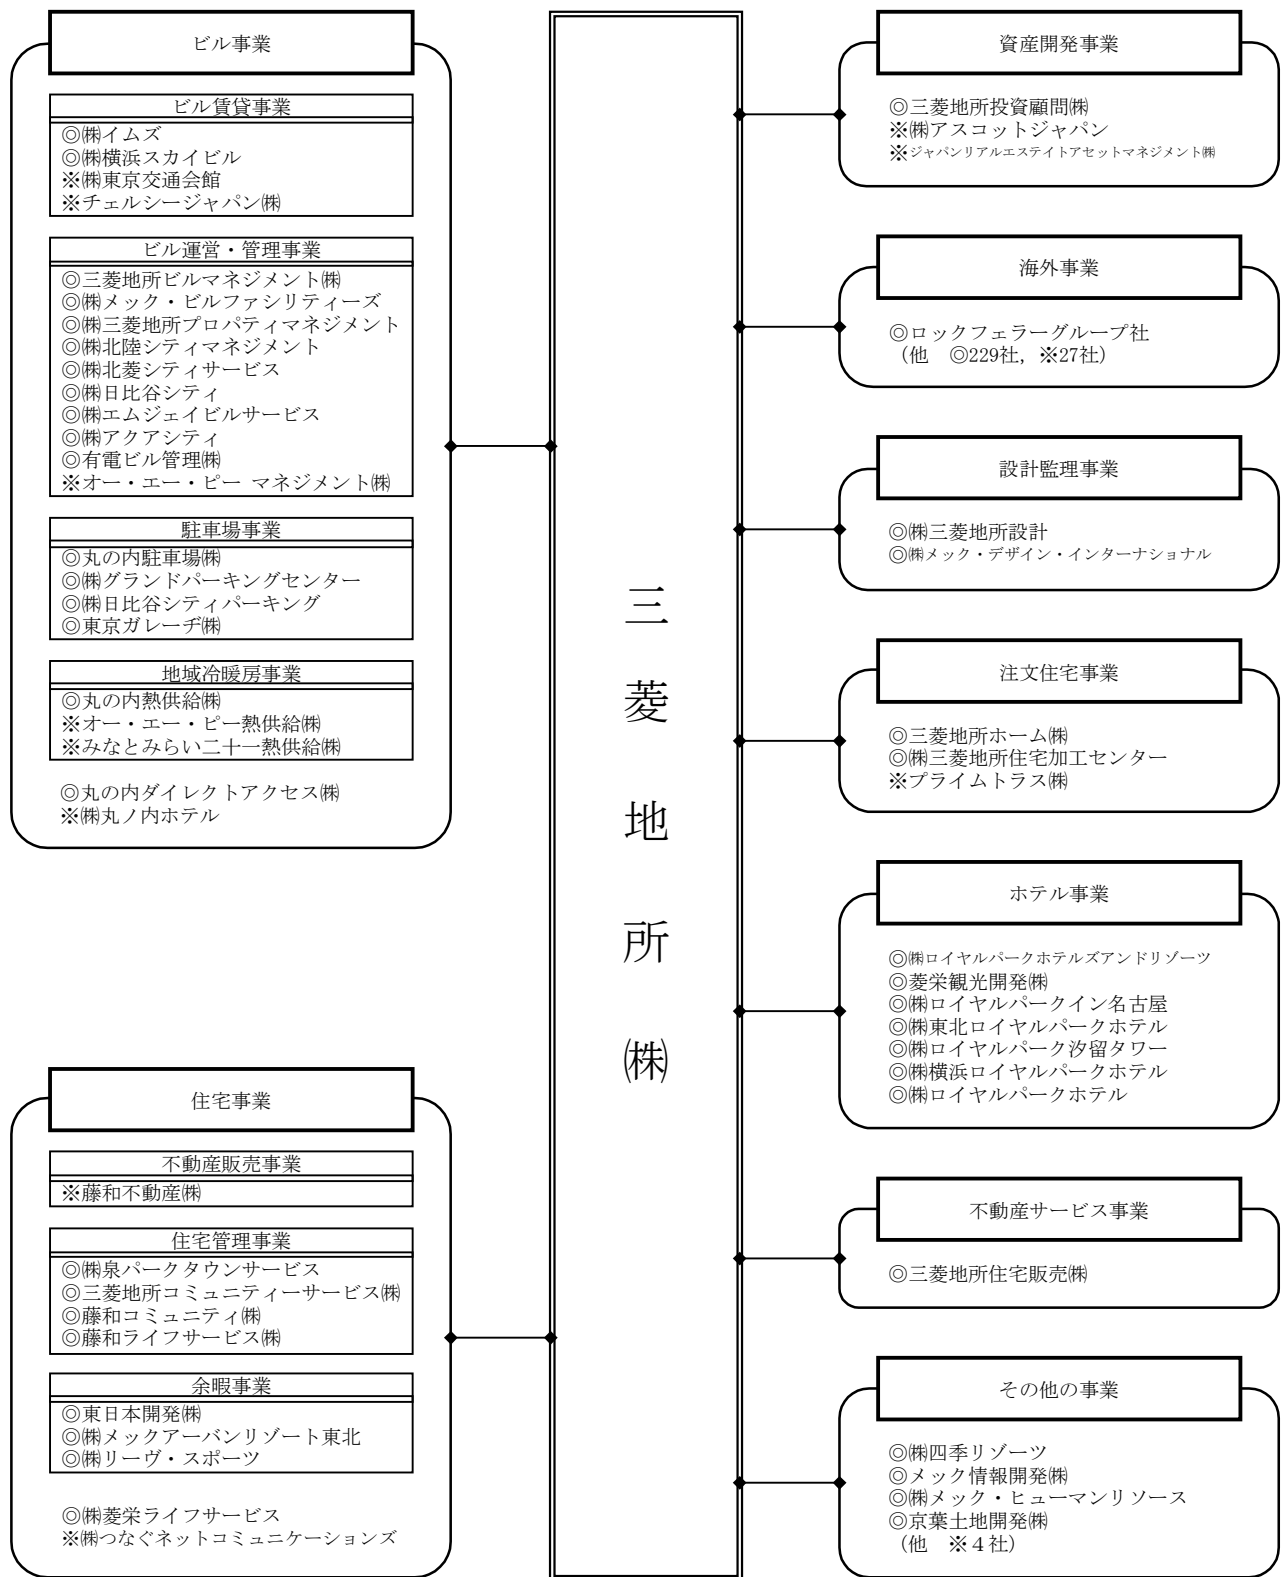 ビル事業
ビル賃貸事業
◎㈱イムズ
◎㈱横浜スカイビル
※㈱東京交通会館
※チェルシージャパン㈱
ビル運営・管理事業
◎三菱地所ビルマネジメント㈱
◎㈱メック・ビルファシリティーズ
◎㈱三菱地所プロパティマネジメント
◎㈱北陸シティマネジメント
◎㈱北菱シティサービス
◎㈱日比谷シティ
◎㈱エムジェイビルサービス
◎㈱アクアシティ
◎有電ビル管理㈱
※オー・エー・ピー マネジメント㈱
駐車場事業
◎丸の内駐車場㈱
◎㈱グランドパーキングセンター
◎㈱日比谷シティパーキング
◎東京ガレーヂ㈱
地域冷暖房事業
◎丸の内熱供給㈱
※オー・エー・ピー熱供給㈱
※みなとみらい二十一熱供給㈱
◎丸の内ダイレクトアクセス㈱
※㈱丸ノ内ホテル
住宅事業
不動産販売事業
※藤和不動産㈱
住宅管理事業
◎㈱泉パークタウンサービス
◎三菱地所コミュニティーサービス㈱
◎藤和コミュニティ㈱
◎藤和ライフサービス㈱
余暇事業
◎東日本開発㈱
◎㈱メックアーバンリゾート東北
◎㈱リーヴ・スポーツ
◎㈱菱栄ライフサービス
※㈱つなぐネットコミュニケーションズ
三菱地所㈱
資産開発事業
◎三菱地所投資顧問㈱
※㈱アスコットジャパン
※ジャパンリアルエステイトアセットマネジメント㈱
海外事業
◎ロックフェラーグループ社
（他　◎229社，※27社）
設計監理事業
◎㈱三菱地所設計
◎㈱メック・デザイン・インターナショナル
注文住宅事業
◎三菱地所ホーム㈱
◎㈱三菱地所住宅加工センター
※プライムトラス㈱
ホテル事業
◎㈱ロイヤルパークホテルズアンドリゾーツ
◎菱栄観光開発㈱
◎㈱ロイヤルパークイン名古屋
◎㈱東北ロイヤルパークホテル
◎㈱ロイヤルパーク汐留タワー
◎㈱横浜ロイヤルパークホテル
◎㈱ロイヤルパークホテル
不動産サービス事業
◎三菱地所住宅販売㈱
その他の事業
◎㈱四季リゾーツ
◎メック情報開発㈱
◎㈱メック・ヒューマンリソース
◎京葉土地開発㈱
（他　※４社）